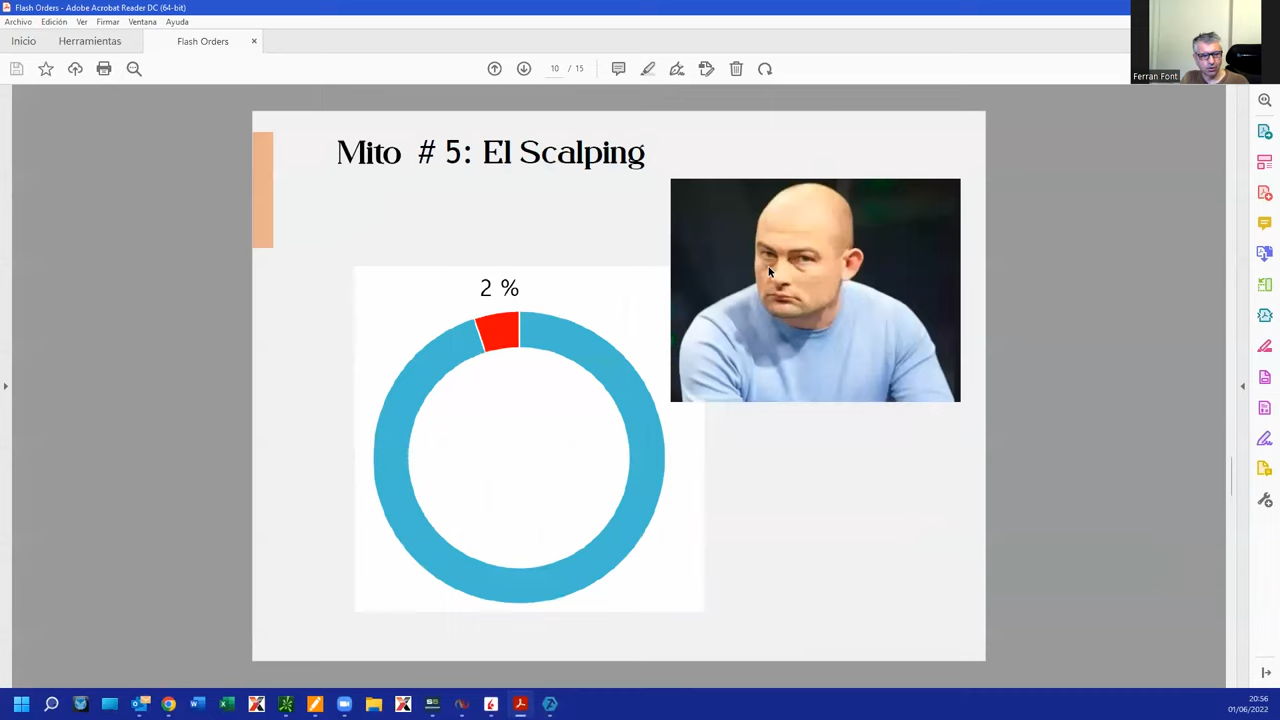 Flash Orders - Adobe Acrobat Reader DC (64-bit)
Archivo Edición Ver Firmar Ventana Ayuda
Inicio Herramientas Flash Orders ×
10 / 15
Ferran Font
Mito # 5: El Scalping
2 %
20:56
01/06/2022